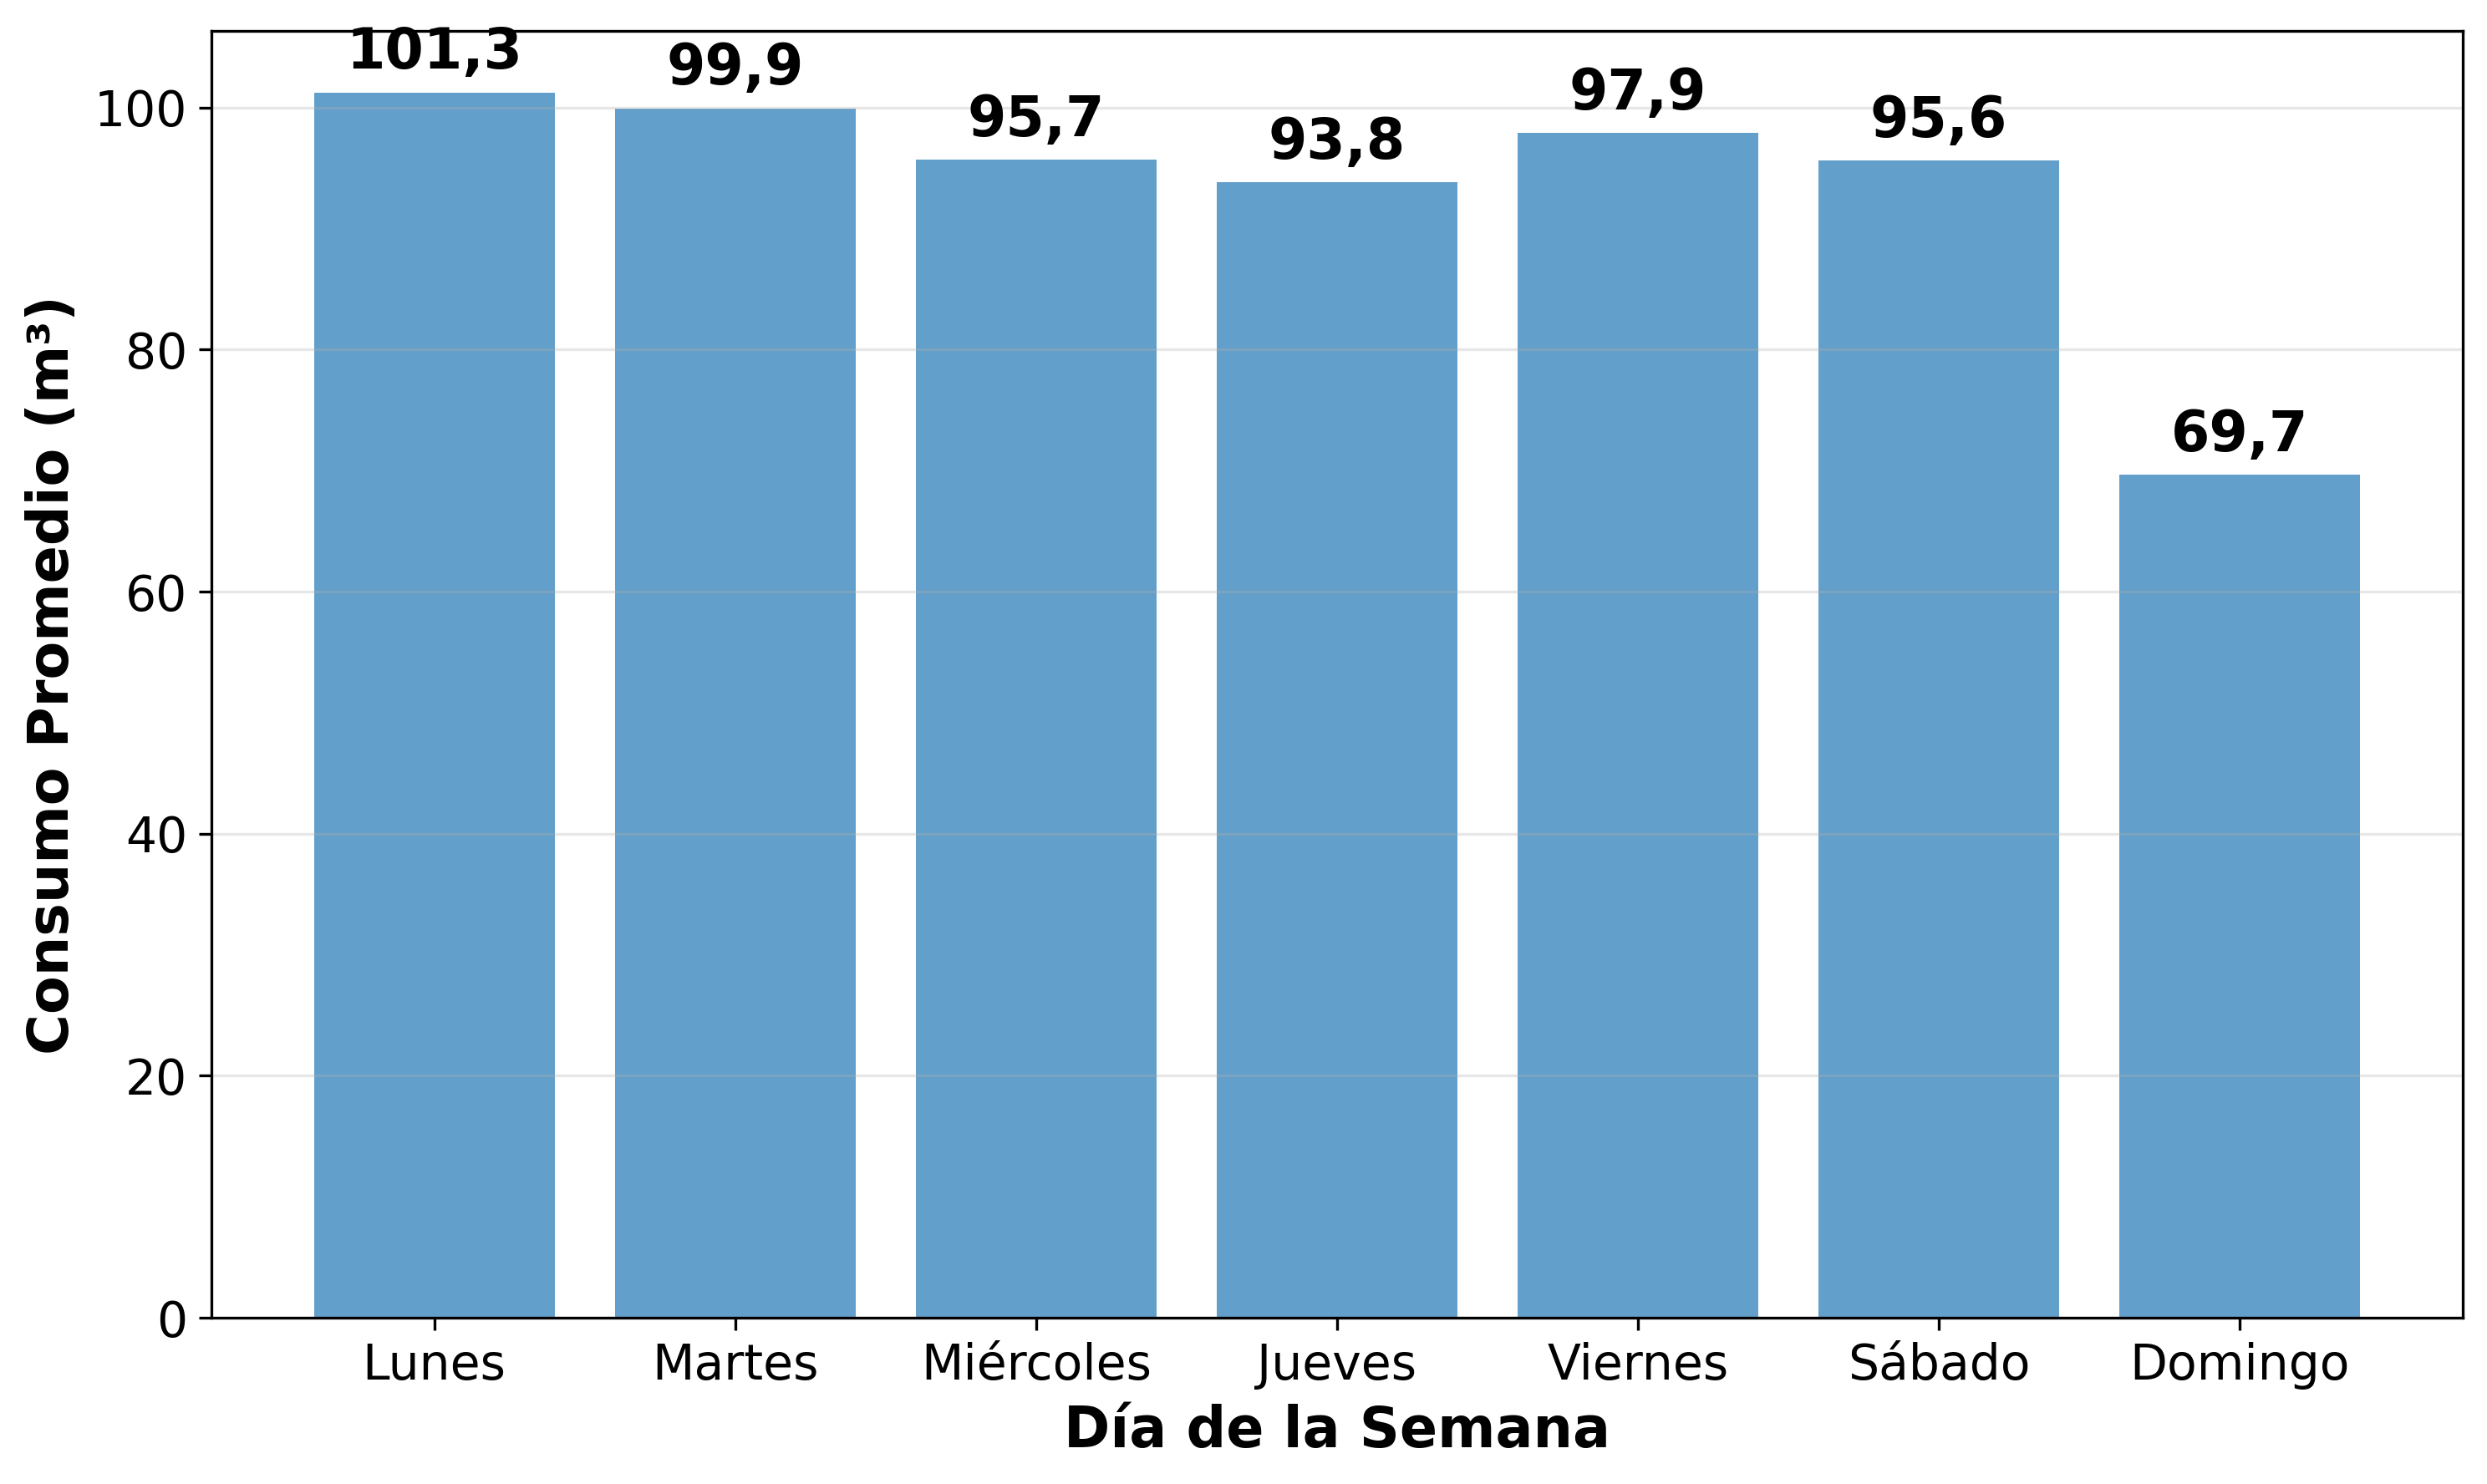 101,3
99,9
95,7
93,8
97,9
95,6
69,7
Consumo Promedio (m³)
100
80
60
40
20
0
Lunes
Martes
Miércoles
Jueves
Viernes
Sábado
Domingo
Día de la Semana